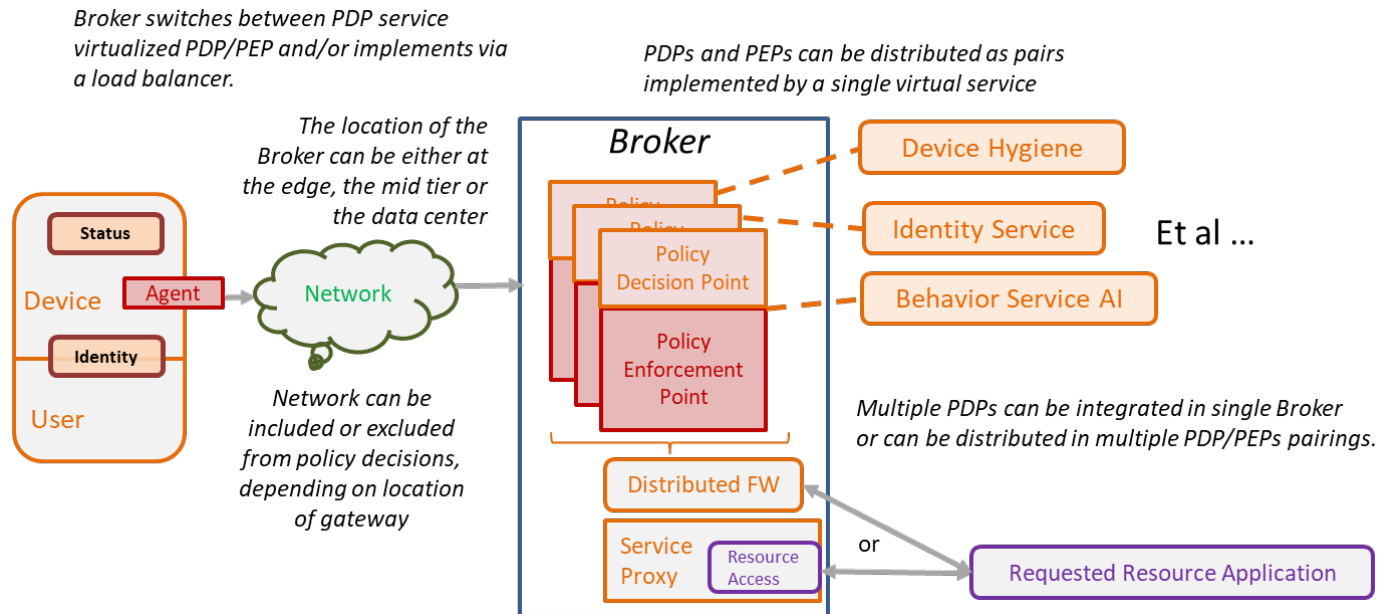 Broker switches between PDP service
virtualized PDP/PEP and/or implements via
a load balancer.
PDPs and PEPs can be distributed as pairs
implemented by a single virtual service
The location of the
Broker can be either at
the edge, the mid tier or
the data center
Broker
Device Hygiene
Identity Service
Et al ...
Behavior Service AI
Policy
Policy
Policy
Decision Point
Policy
Enforcement
Point
Status
Device
Agent
Network
Identity
User
Network can be
included or excluded
from policy decisions,
depending on location
of gateway
Multiple PDPs can be integrated in single Broker
or can be distributed in multiple PDP/PEPs pairings.
Distributed FW
Service
Proxy
Resource
Access
or
Requested Resource Application